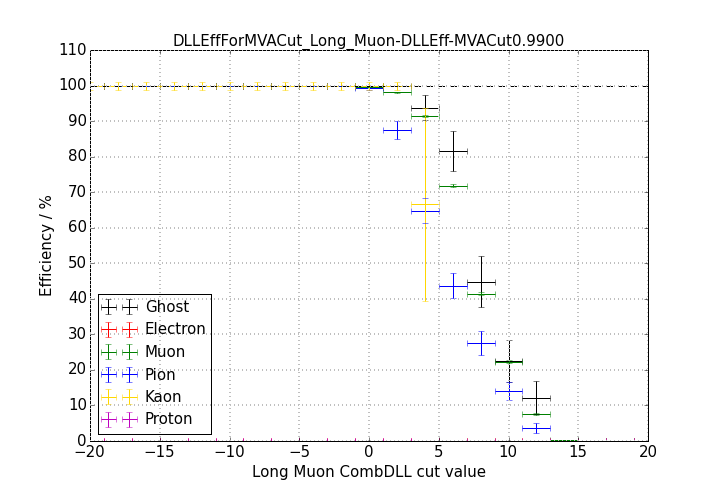 DLLEffForMVACut_Long_Muon-DLLEff-MVACut0.9900
110
100
90
80
70
60
50
40
30
20
10
0
Efficiency / %
Ghost
Electron
Muon
Pion
Kaon
Proton
−20 −15 −10 −5 0 5 10 15 20
Long Muon CombDLL cut value